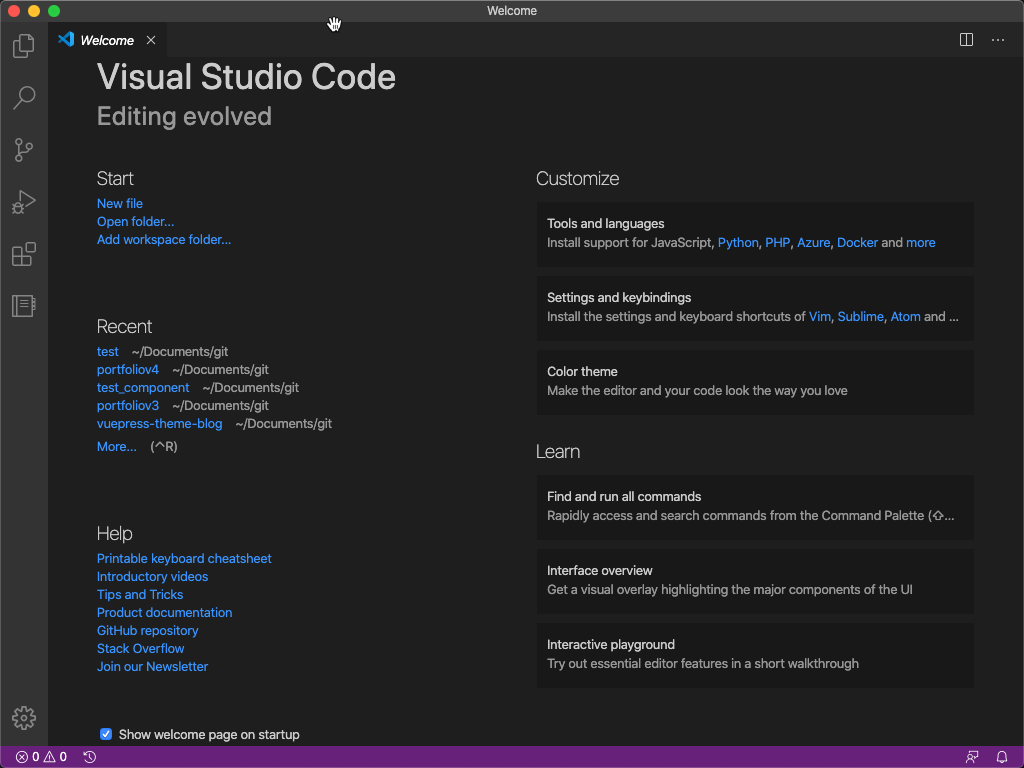 Welcome
Welcome
Visual Studio Code
Editing evolved
Start
New file
Open folder...
Add workspace folder...
Recent
test ~/Documents/git
portfoliov4 ~/Documents/git
test_component ~/Documents/git
portfoliov3 ~/Documents/git
vuepress-theme-blog ~/Documents/git
More... (^R)
Help
Printable keyboard cheatsheet
Introductory videos
Tips and Tricks
Product documentation
GitHub repository
Stack Overflow
Join our Newsletter
Show welcome page on startup
Customize
Tools and languages
Install support for JavaScript, Python, PHP, Azure, Docker and more
Settings and keybindings
Install the settings and keyboard shortcuts of Vim, Sublime, Atom and ...
Color theme
Make the editor and your code look the way you love
Learn
Find and run all commands
Rapidly access and search commands from the Command Palette (⇧...
Interface overview
Get a visual overlay highlighting the major components of the UI
Interactive playground
Try out essential editor features in a short walkthrough
0 0